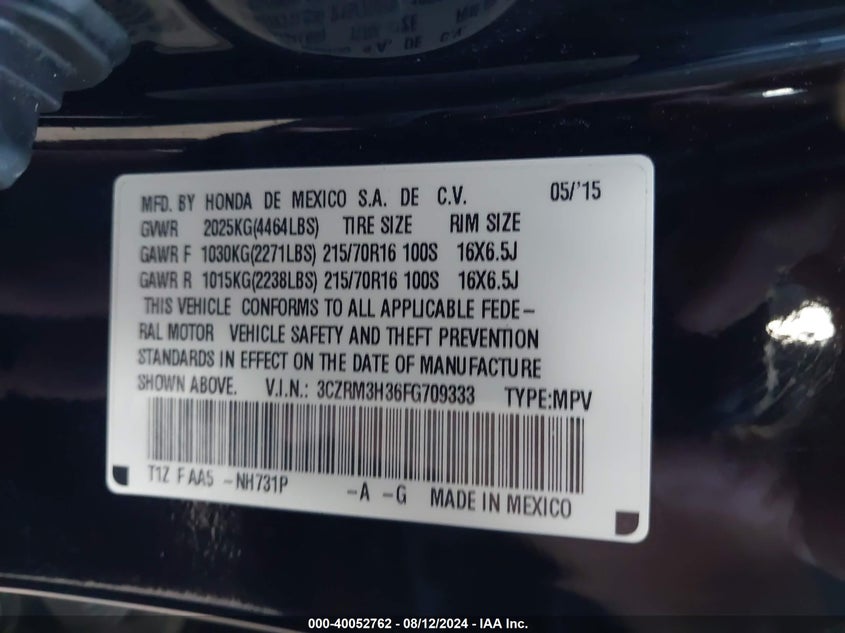 MFD. BY HONDA DE MEXICO S.A. DE C.V. 05/'15
GVWR 2025KG(4464LBS) TIRE SIZE RIM SIZE
GAWR F 1030KG(2271LBS) 215/70R16 100S 16X6.5J
GAWR R 1015KG(2238LBS) 215/70R16 100S 16X6.5J
THIS VEHICLE CONFORMS TO ALL APPLICABLE FEDE-
RAL MOTOR VEHICLE SAFETY AND THEFT PREVENTION
STANDARDS IN EFFECT ON THE DATE OF MANUFACTURE
SHOWN ABOVE. V.I.N.: 3CZRM3H36FG709333 TYPE:MPV
T1Z F AA5 -NH731P -A -G MADE IN MEXICO
000-40052762 - 08/12/2024 - IAA Inc.